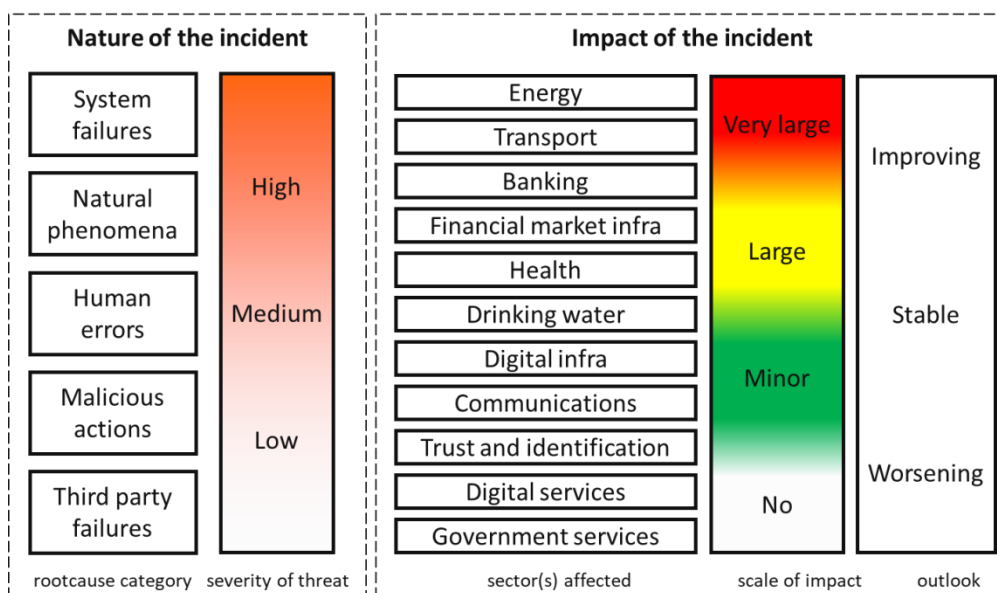 Nature of the incident
System
failures
Natural
phenomena
Human
errors
Malicious
actions
Third party
failures
rootcause category
High
Medium
Low
severity of threat
Impact of the incident
Energy
Transport
Banking
Financial market infra
Health
Drinking water
Digital infra
Communications
Trust and identification
Digital services
Government services
sector(s) affected
Very large
Large
Minor
No
scale of impact
Improving
Stable
Worsening
outlook